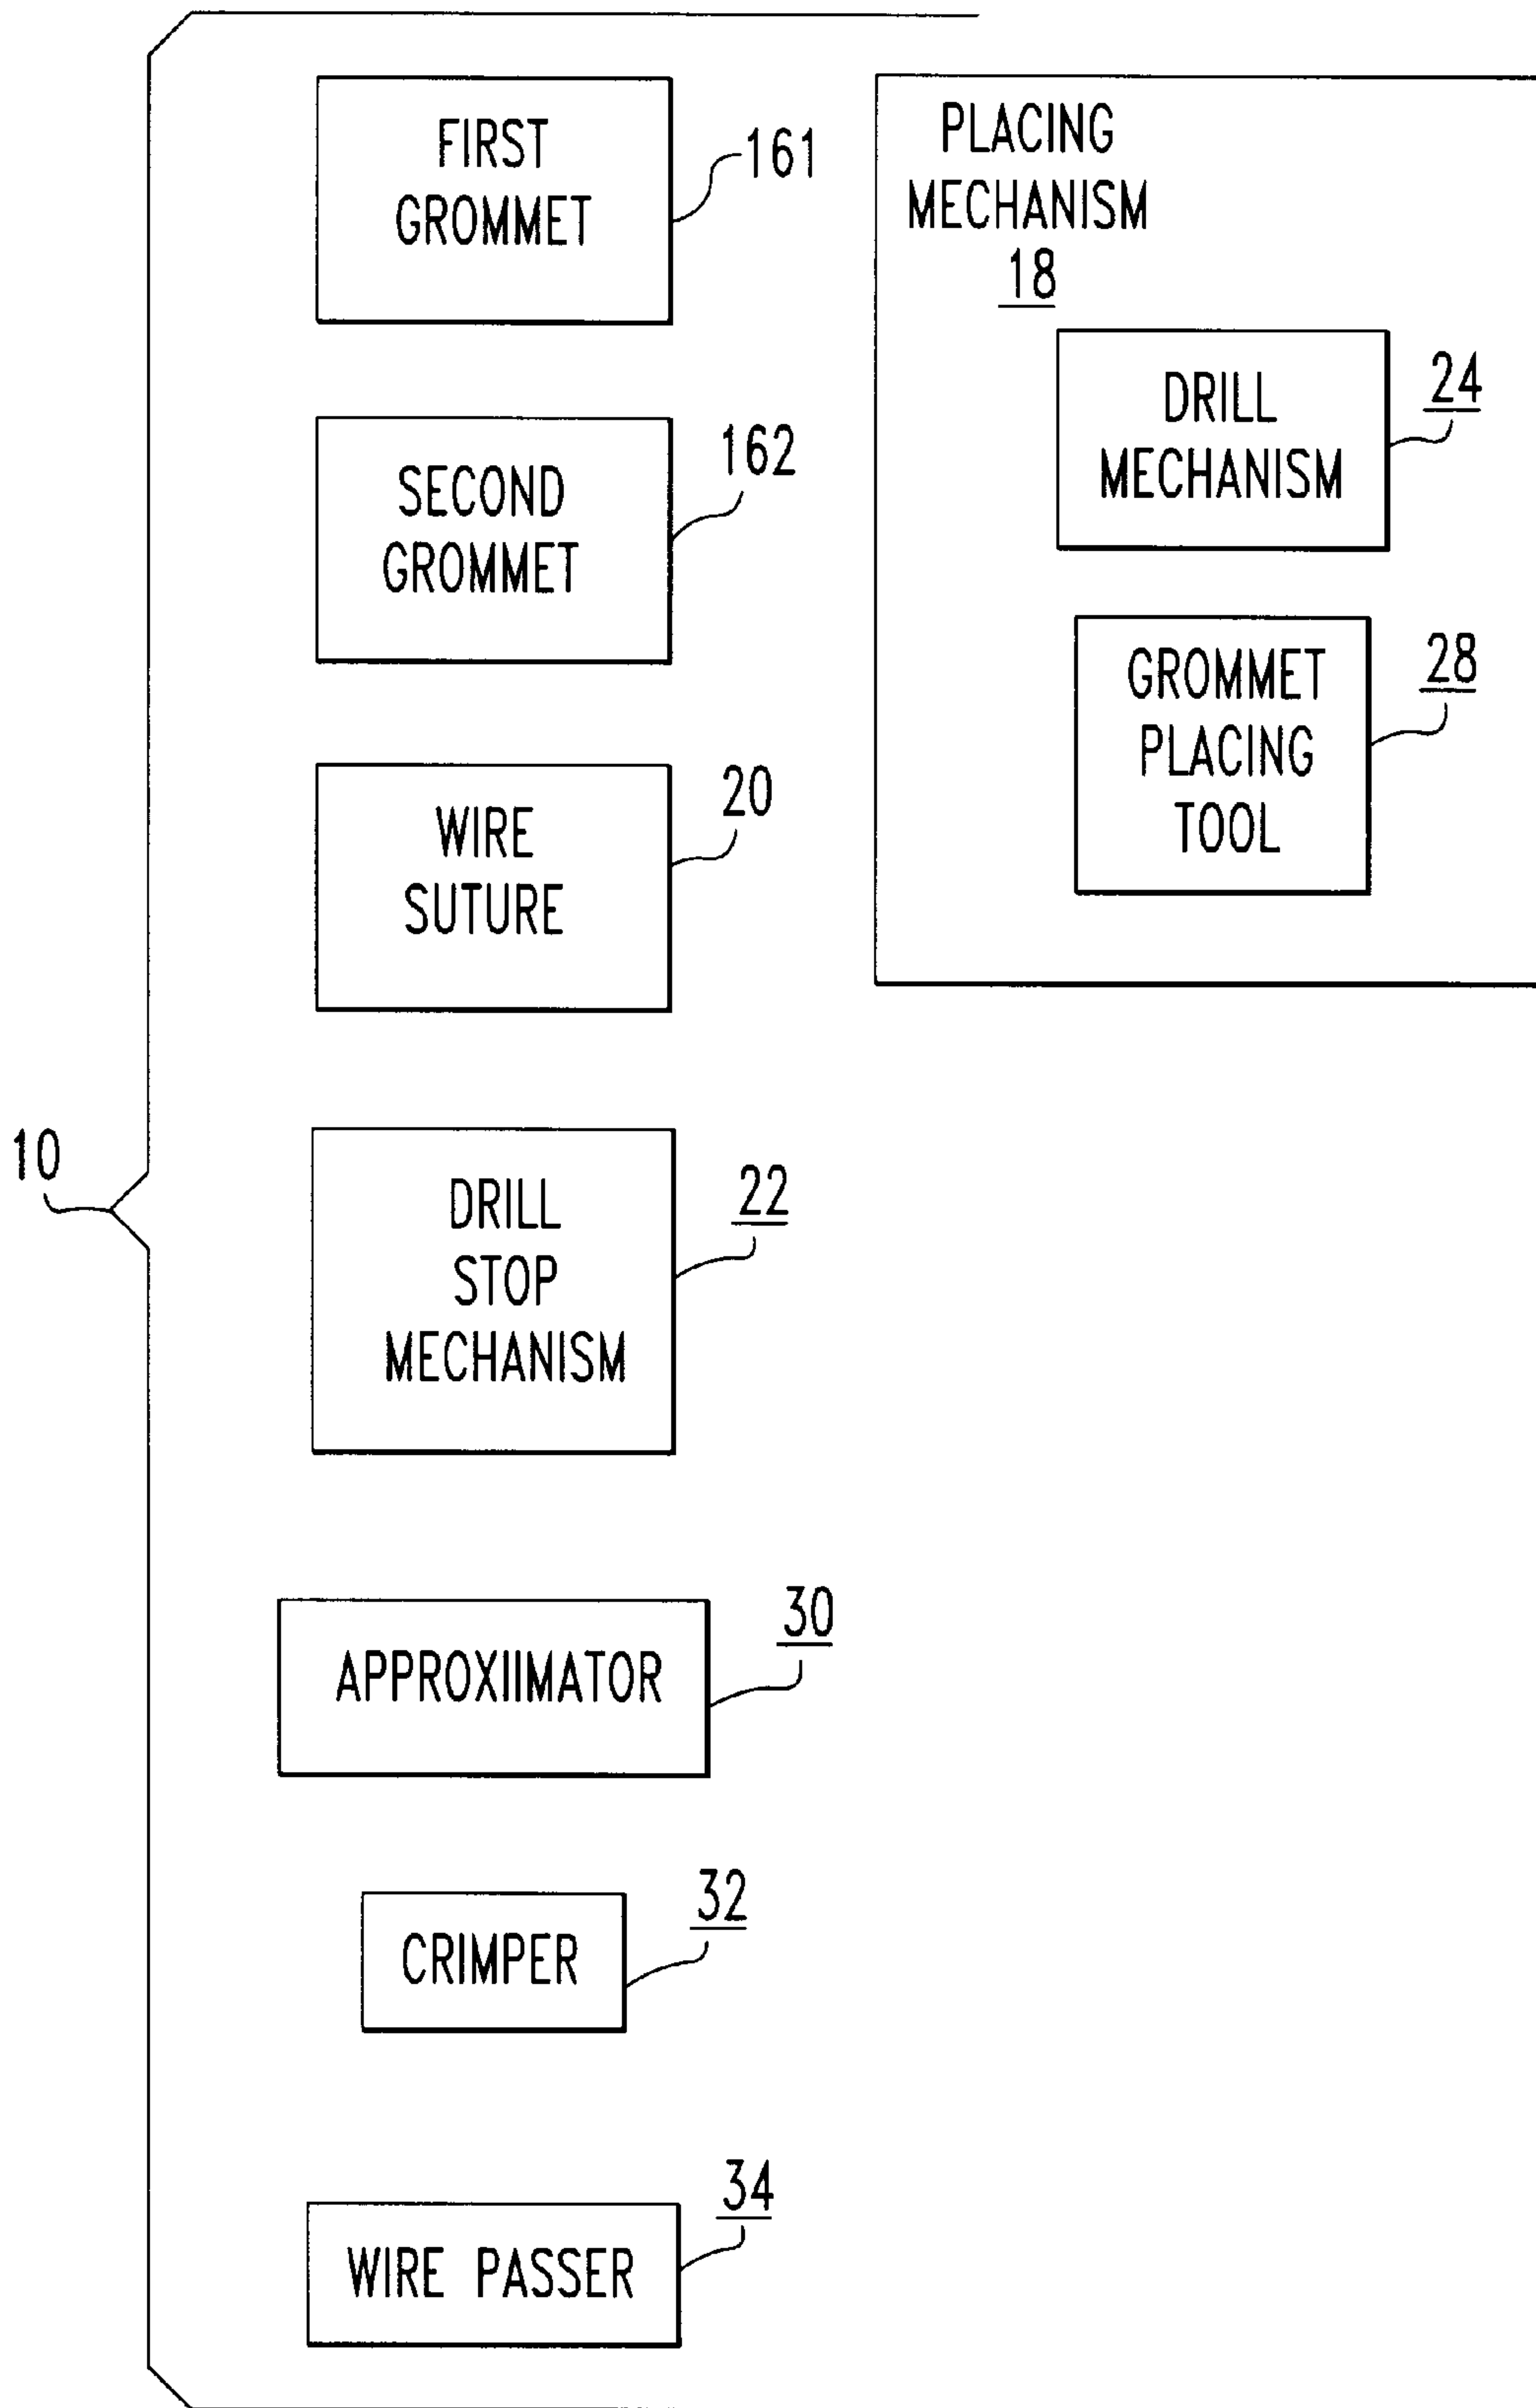 10
FIRST
GROMMET
161
SECOND
GROMMET
162
WIRE
SUTURE
20
DRILL
STOP
MECHANISM
22
APPROXIIMATOR
30
CRIMPER
32
WIRE PASSER
34
PLACING
MECHANISM
18
DRILL
MECHANISM
24
GROMMET
PLACING
TOOL
28